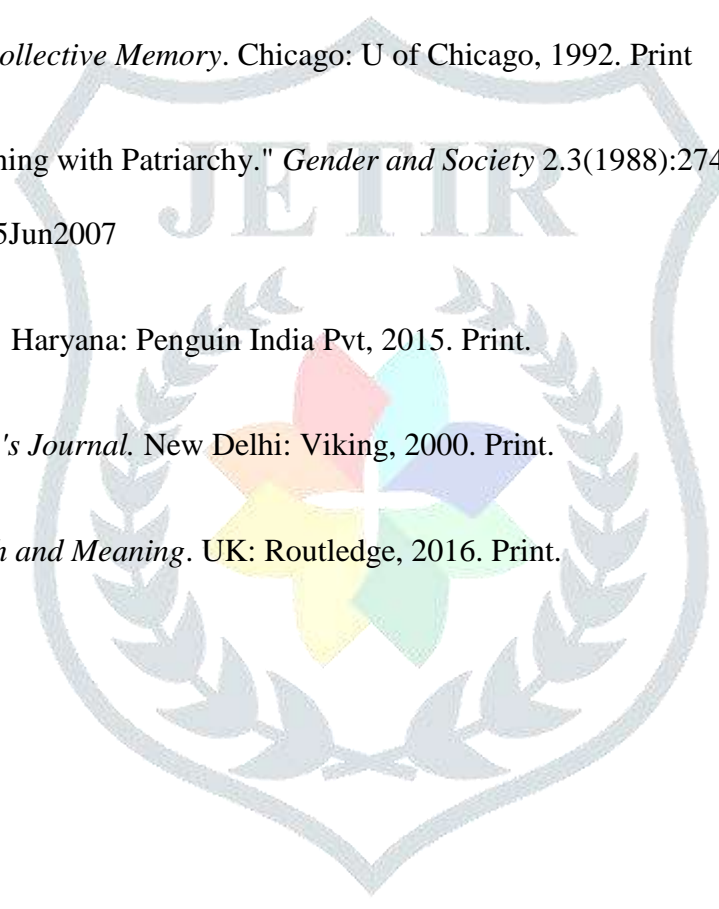 ollective Memory. Chicago: U of Chicago, 1992. Print
ning with Patriarchy." Gender and Society 2.3(1988):274
5Jun2007
Haryana: Penguin India Pvt, 2015. Print.
's Journal. New Delhi: Viking, 2000. Print.
h and Meaning. UK: Routledge, 2016. Print.
JETIR